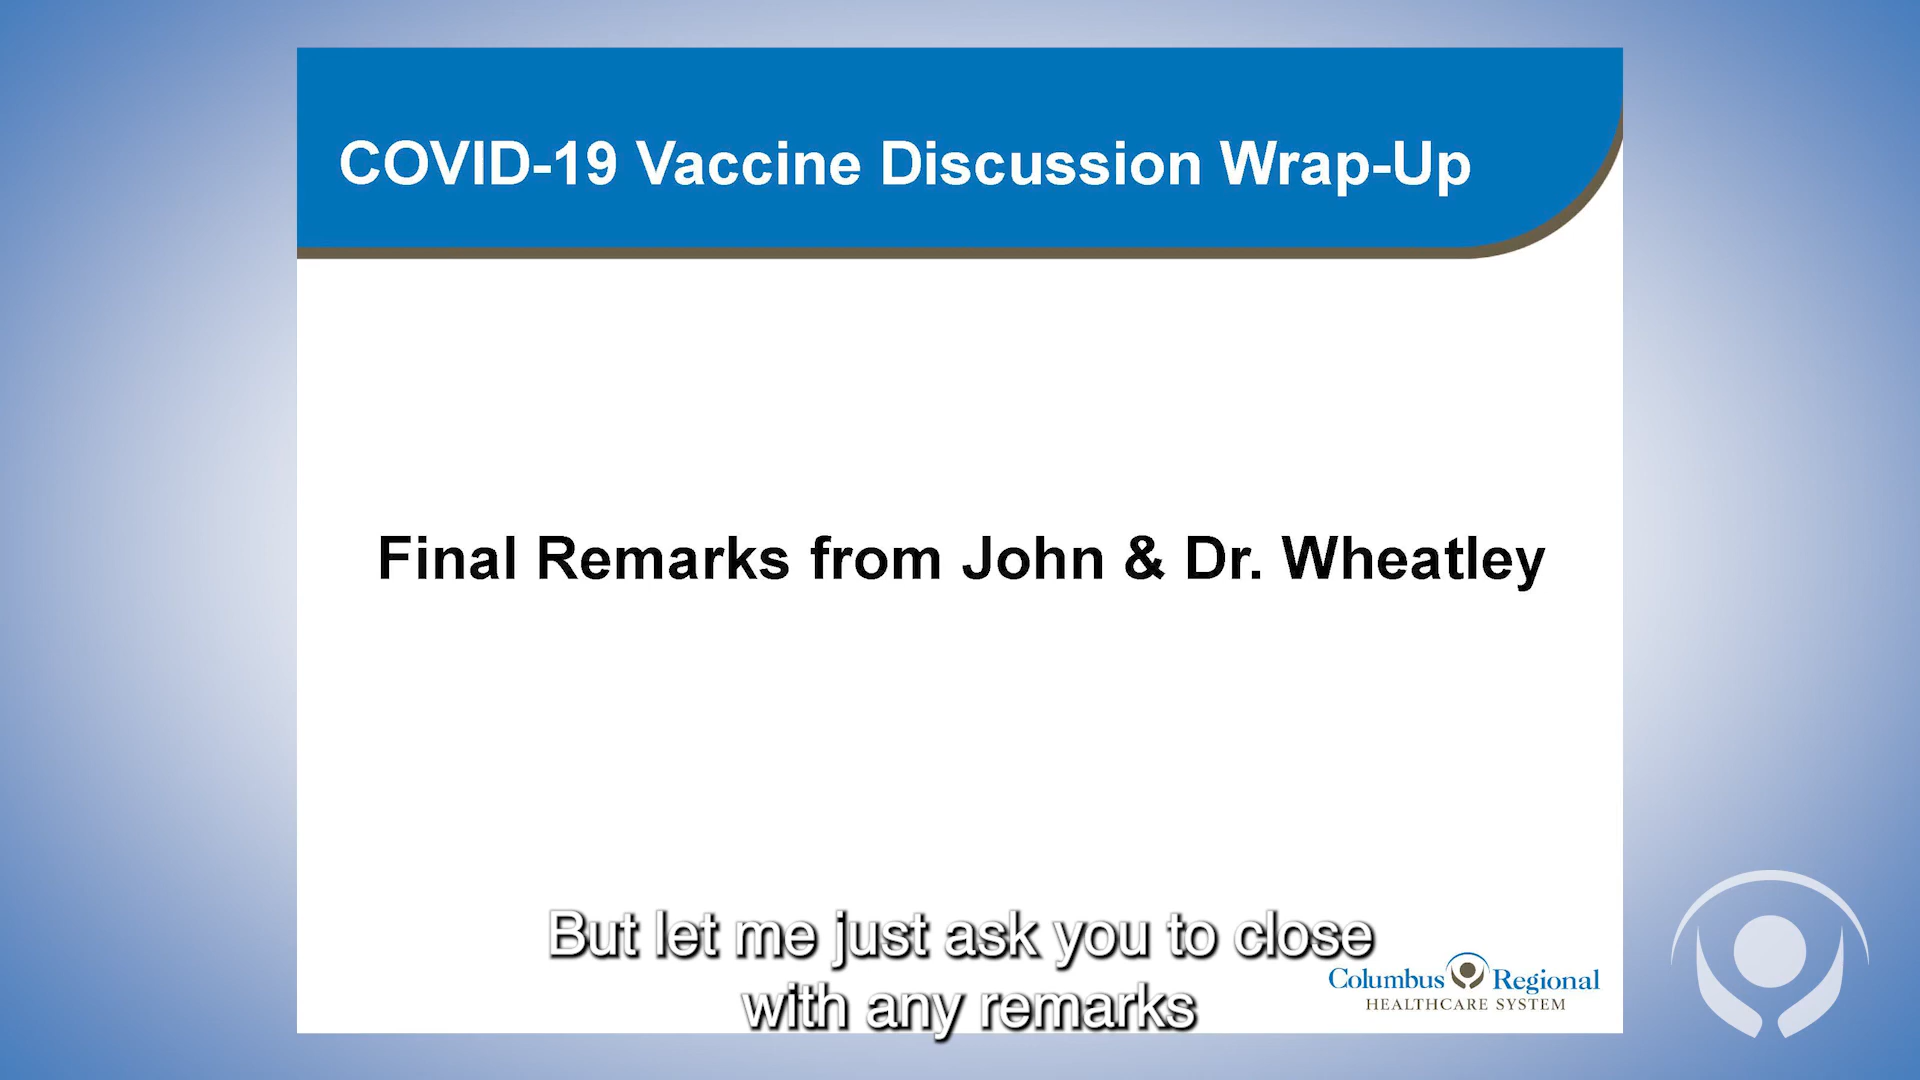 COVID-19 Vaccine Discussion Wrap-Up
Final Remarks from John & Dr. Wheatley
But let me just ask you to close
with any remarks
Columbus Regional
HEALTHCARE SYSTEM